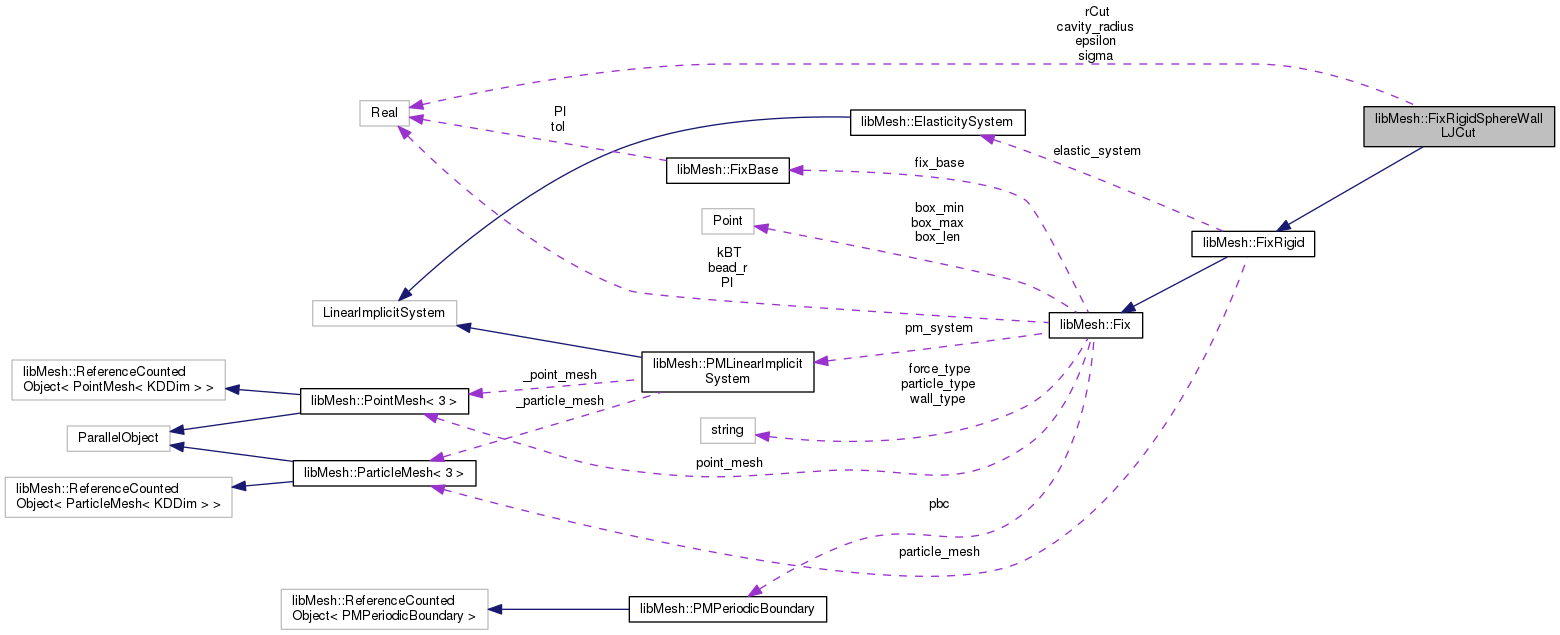 rCut
cavity_radius
epsilon
sigma
Real
PI
tol
libMesh::ElasticitySystem
libMesh::FixRigidSphereWall
LJCut
elastic_system
libMesh::FixBase
fix_base
Point
box_min
box_max
box_len
libMesh::FixRigid
kBT
bead_r
PI
LinearImplicitSystem
libMesh::Fix
pm_system
libMesh::PMLinearImplicit
System
libMesh::ReferenceCounted
Object< PointMesh< KDDim > >
_point_mesh
force_type
particle_type
wall_type
libMesh::PointMesh< 3 >
_particle_mesh
ParallelObject
string
libMesh::ParticleMesh< 3 >
point_mesh
libMesh::ReferenceCounted
Object< ParticleMesh< KDDim > >
pbc
particle_mesh
libMesh::ReferenceCounted
Object< PMPeriodicBoundary >
libMesh::PMPeriodicBoundary